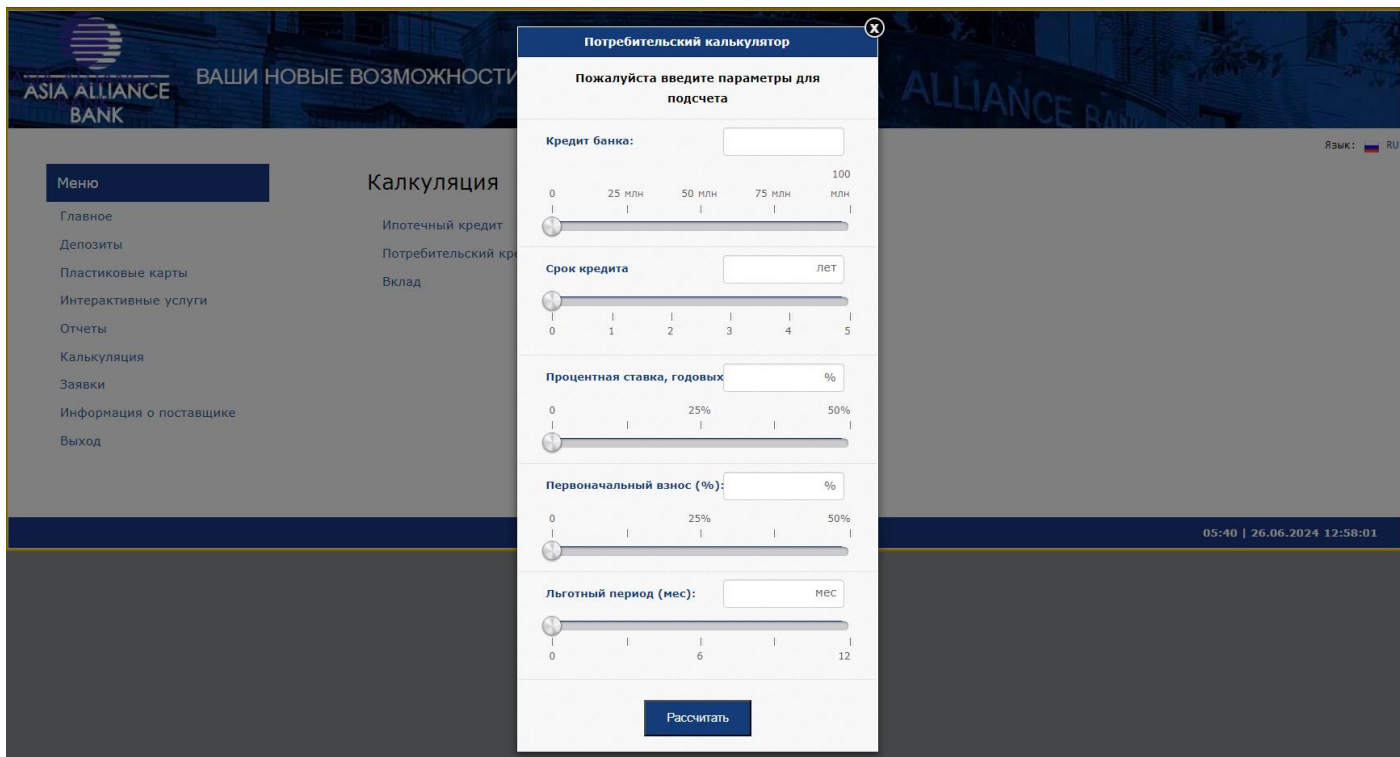 ASIA ALLIANCE
BANK
ВАШИ НОВЫЕ ВОЗМОЖНОСТИ
ALLIANCE BANK
Язык: RU
Меню
Главное
Депозиты
Пластиковые карты
Интерактивные услуги
Отчеты
Калькуляция
Заявки
Информация о поставщике
Выход
Калкуляция
Ипотечный кредит
Потребительский кре
Вклад
X
Потребительский калькулятор
Пожалуйста введите параметры для
подсчета
Кредит банка:
0 25 млн 50 млн 75 млн 100 млн
Срок кредита лет
0 1 2 3 4 5
Процентная ставка, годовых %
0 25% 50%
Первоначальный взнос (%): %
0 25% 50%
Льготный период (мес): мес
0 6 12
Рассчитать
05:40 | 26.06.2024 12:58:01